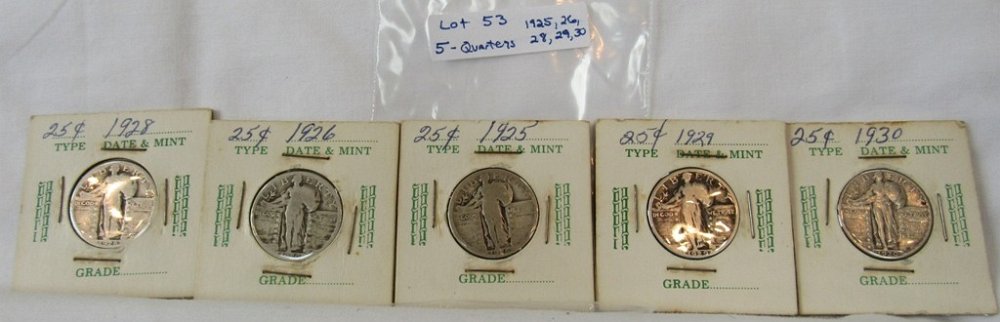 Lot 53 1925, 26,
5-Quarters 28, 29, 30
25¢ 1928
TYPE DATE & MINT
GRADE
25¢ 1926
TYPE DATE & MINT
GRADE
25¢ 1925
TYPE DATE & MINT
GRADE
25¢ 1929
TYPE DATE & MINT
GRADE
25¢ 1930
TYPE DATE & MINT
GRADE